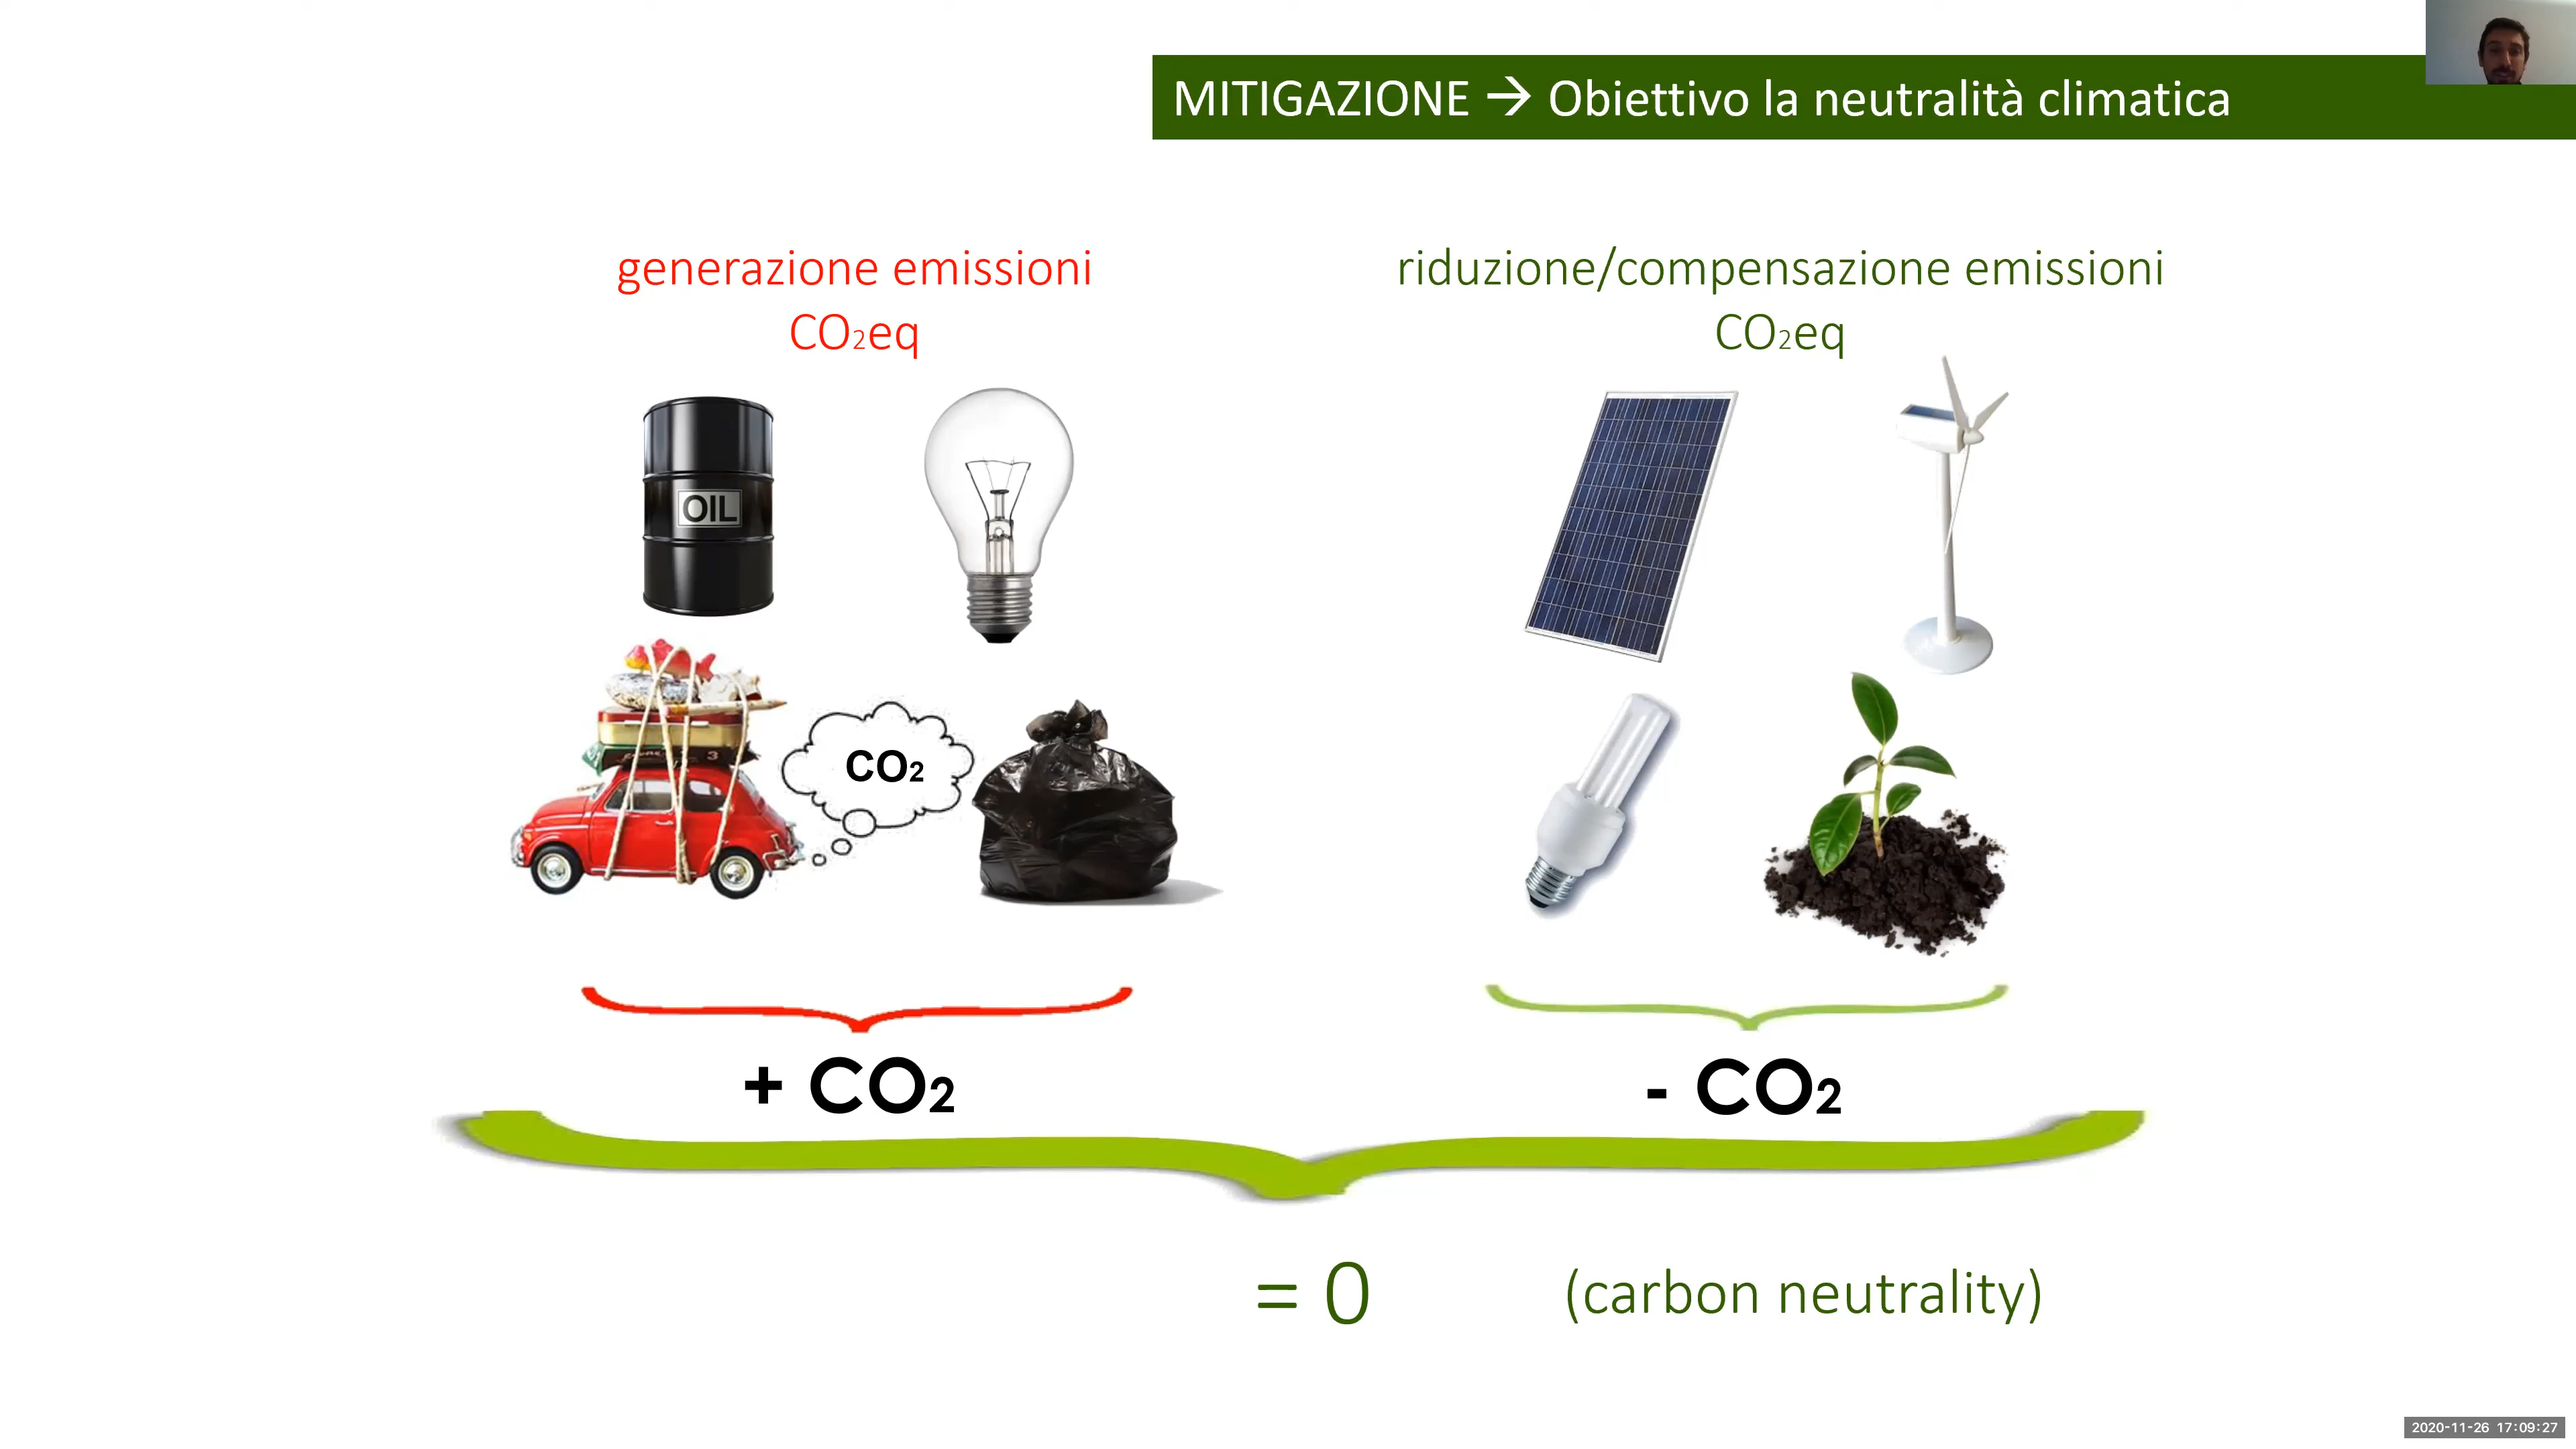 MITIGAZIONE → Obiettivo la neutralità climatica
generazione emissioni
CO₂eq
riduzione/compensazione emissioni
CO₂eq
OIL
CO₂
+ CO₂
- CO₂
= 0
(carbon neutrality)
2020-11-26 17:09:27